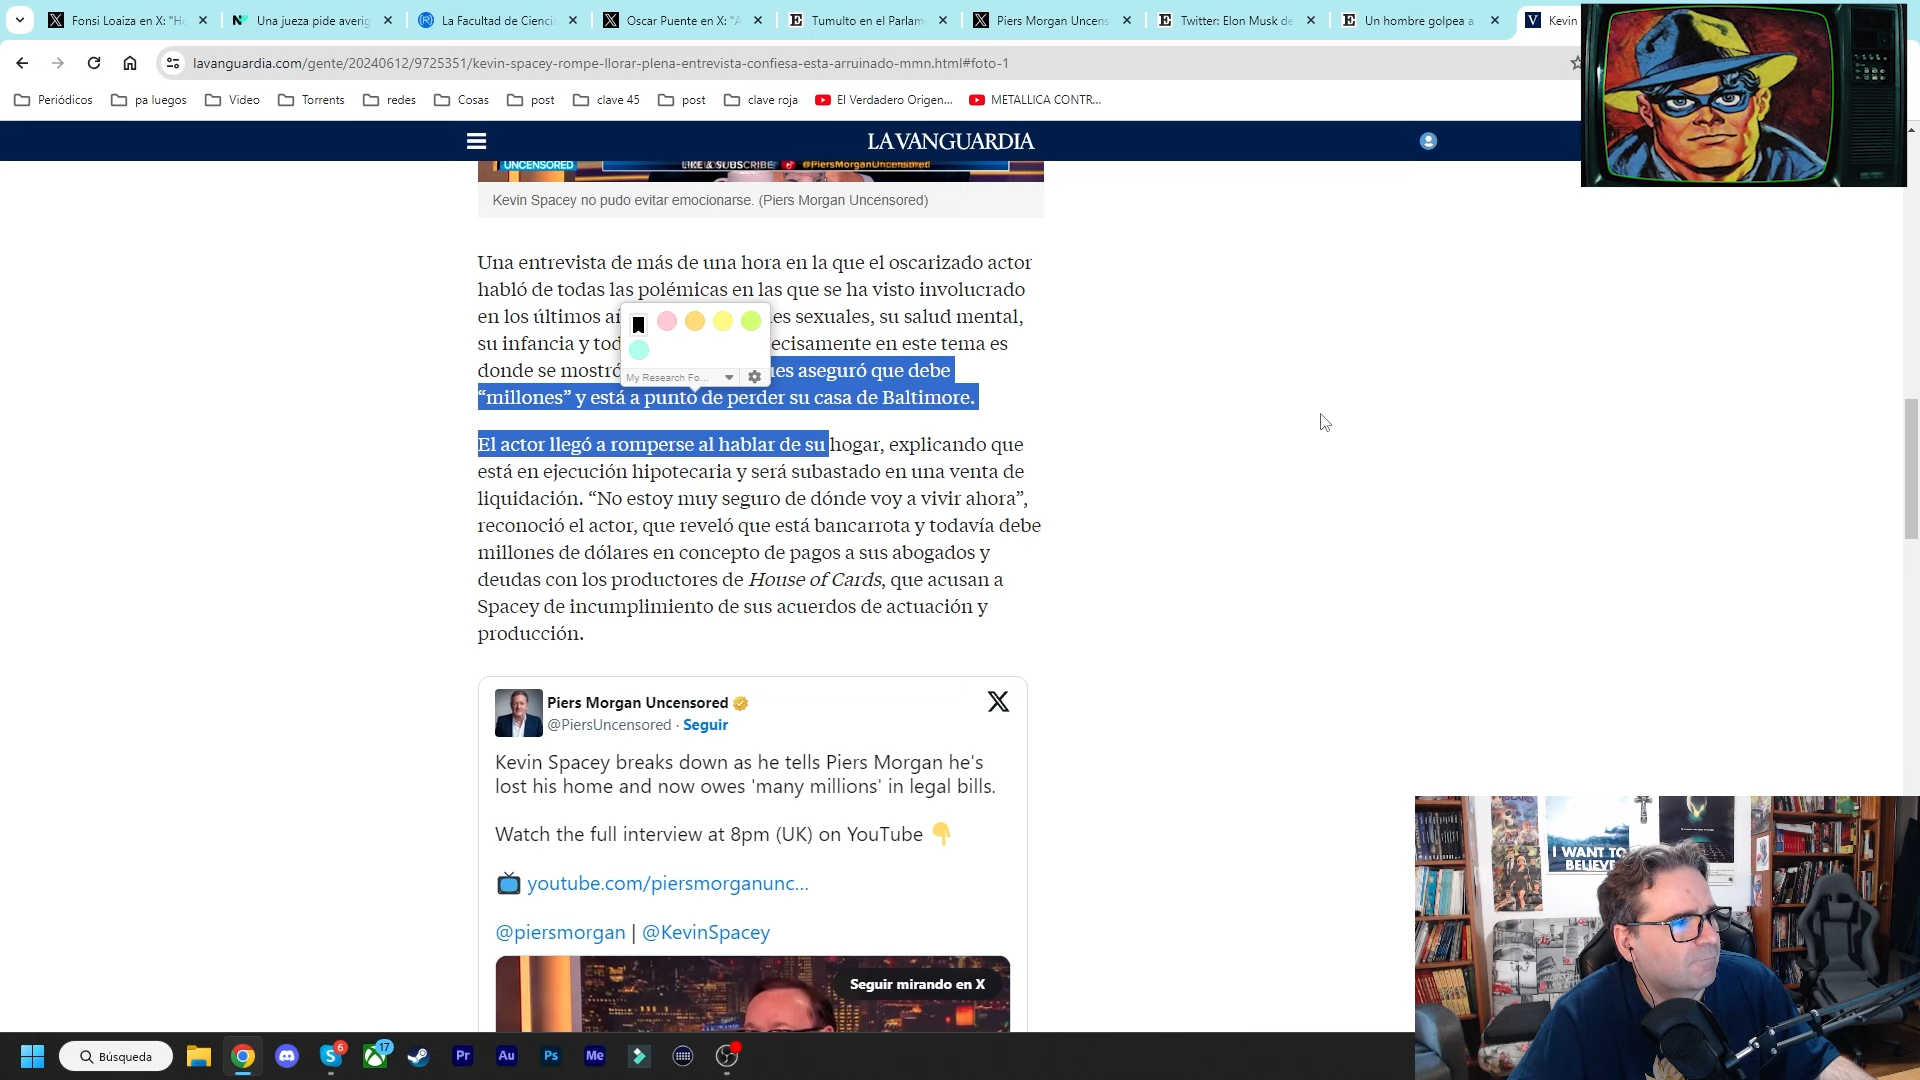 Fonsi Loaiza en X: "Ho
Una jueza pide averig
La Facultad de Cienci
Oscar Puente en X: "A
Tumulto en el Parlam
Piers Morgan Uncens
Twitter: Elon Musk de
Un hombre golpea a
Kevin
lavanguardia.com/gente/20240612/9725351/kevin-spacey-rompe-llorar-plena-entrevista-confiesa-esta-arruinado-mmn.html#foto-1
Periódicos
pa luegos
Video
Torrents
redes
Cosas
post
clave 45
post
clave roja
El Verdadero Origen...
METALLICA CONTR...
LA VANGUARDIA
UNCENSORED
LIKE & SUBSCRIBE
@PiersMorganUncensored
Kevin Spacey no pudo evitar emocionarse. (Piers Morgan Uncensored)
Una entrevista de más de una hora en la que el oscarizado actor
habló de todas las polémicas en las que se ha visto involucrado
en los últimos a es sexuales, su salud mental,
su infancia y tod ecisamente en este tema es
donde se mostró ues aseguró que debe
My Research Fo...
“millones” y está a punto de perder su casa de Baltimore.
El actor llegó a romperse al hablar de su hogar, explicando que
está en ejecución hipotecaria y será subastado en una venta de
liquidación. “No estoy muy seguro de dónde voy a vivir ahora”,
reconoció el actor, que reveló que está bancarrota y todavía debe
millones de dólares en concepto de pagos a sus abogados y
deudas con los productores de House of Cards, que acusan a
Spacey de incumplimiento de sus acuerdos de actuación y
producción.
Piers Morgan Uncensored
@PiersUncensored · Seguir
X
Kevin Spacey breaks down as he tells Piers Morgan he's
lost his home and now owes 'many millions' in legal bills.
Watch the full interview at 8pm (UK) on YouTube 👇
📺 youtube.com/piersmorganunc...
@piersmorgan | @KevinSpacey
Seguir mirando en X
I WANT TO
BELIEVE
Búsqueda
6
17
Pr
Au
Ps
Me